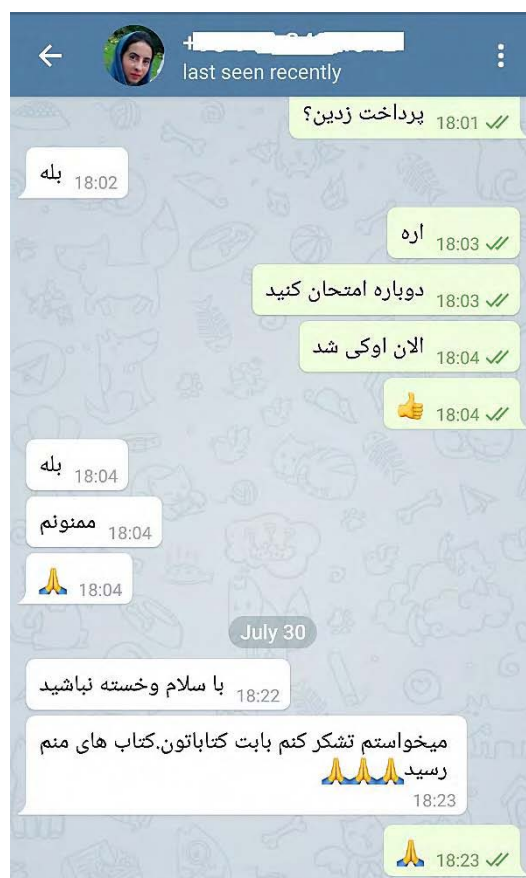 last seen recently
پرداخت زدین؟
18:01
بله
18:02
اره
18:03
دوباره امتحان کنید
18:03
الان اوکی شد
18:04
👍
18:04
بله
18:04
ممنونم
18:04
🙏
18:04
July 30
با سلام وخسته نباشید
18:22
میخواستم تشکر کنم بابت کتاباتون.کتاب های منم
رسید🙏🙏🙏
18:23
🙏
18:23